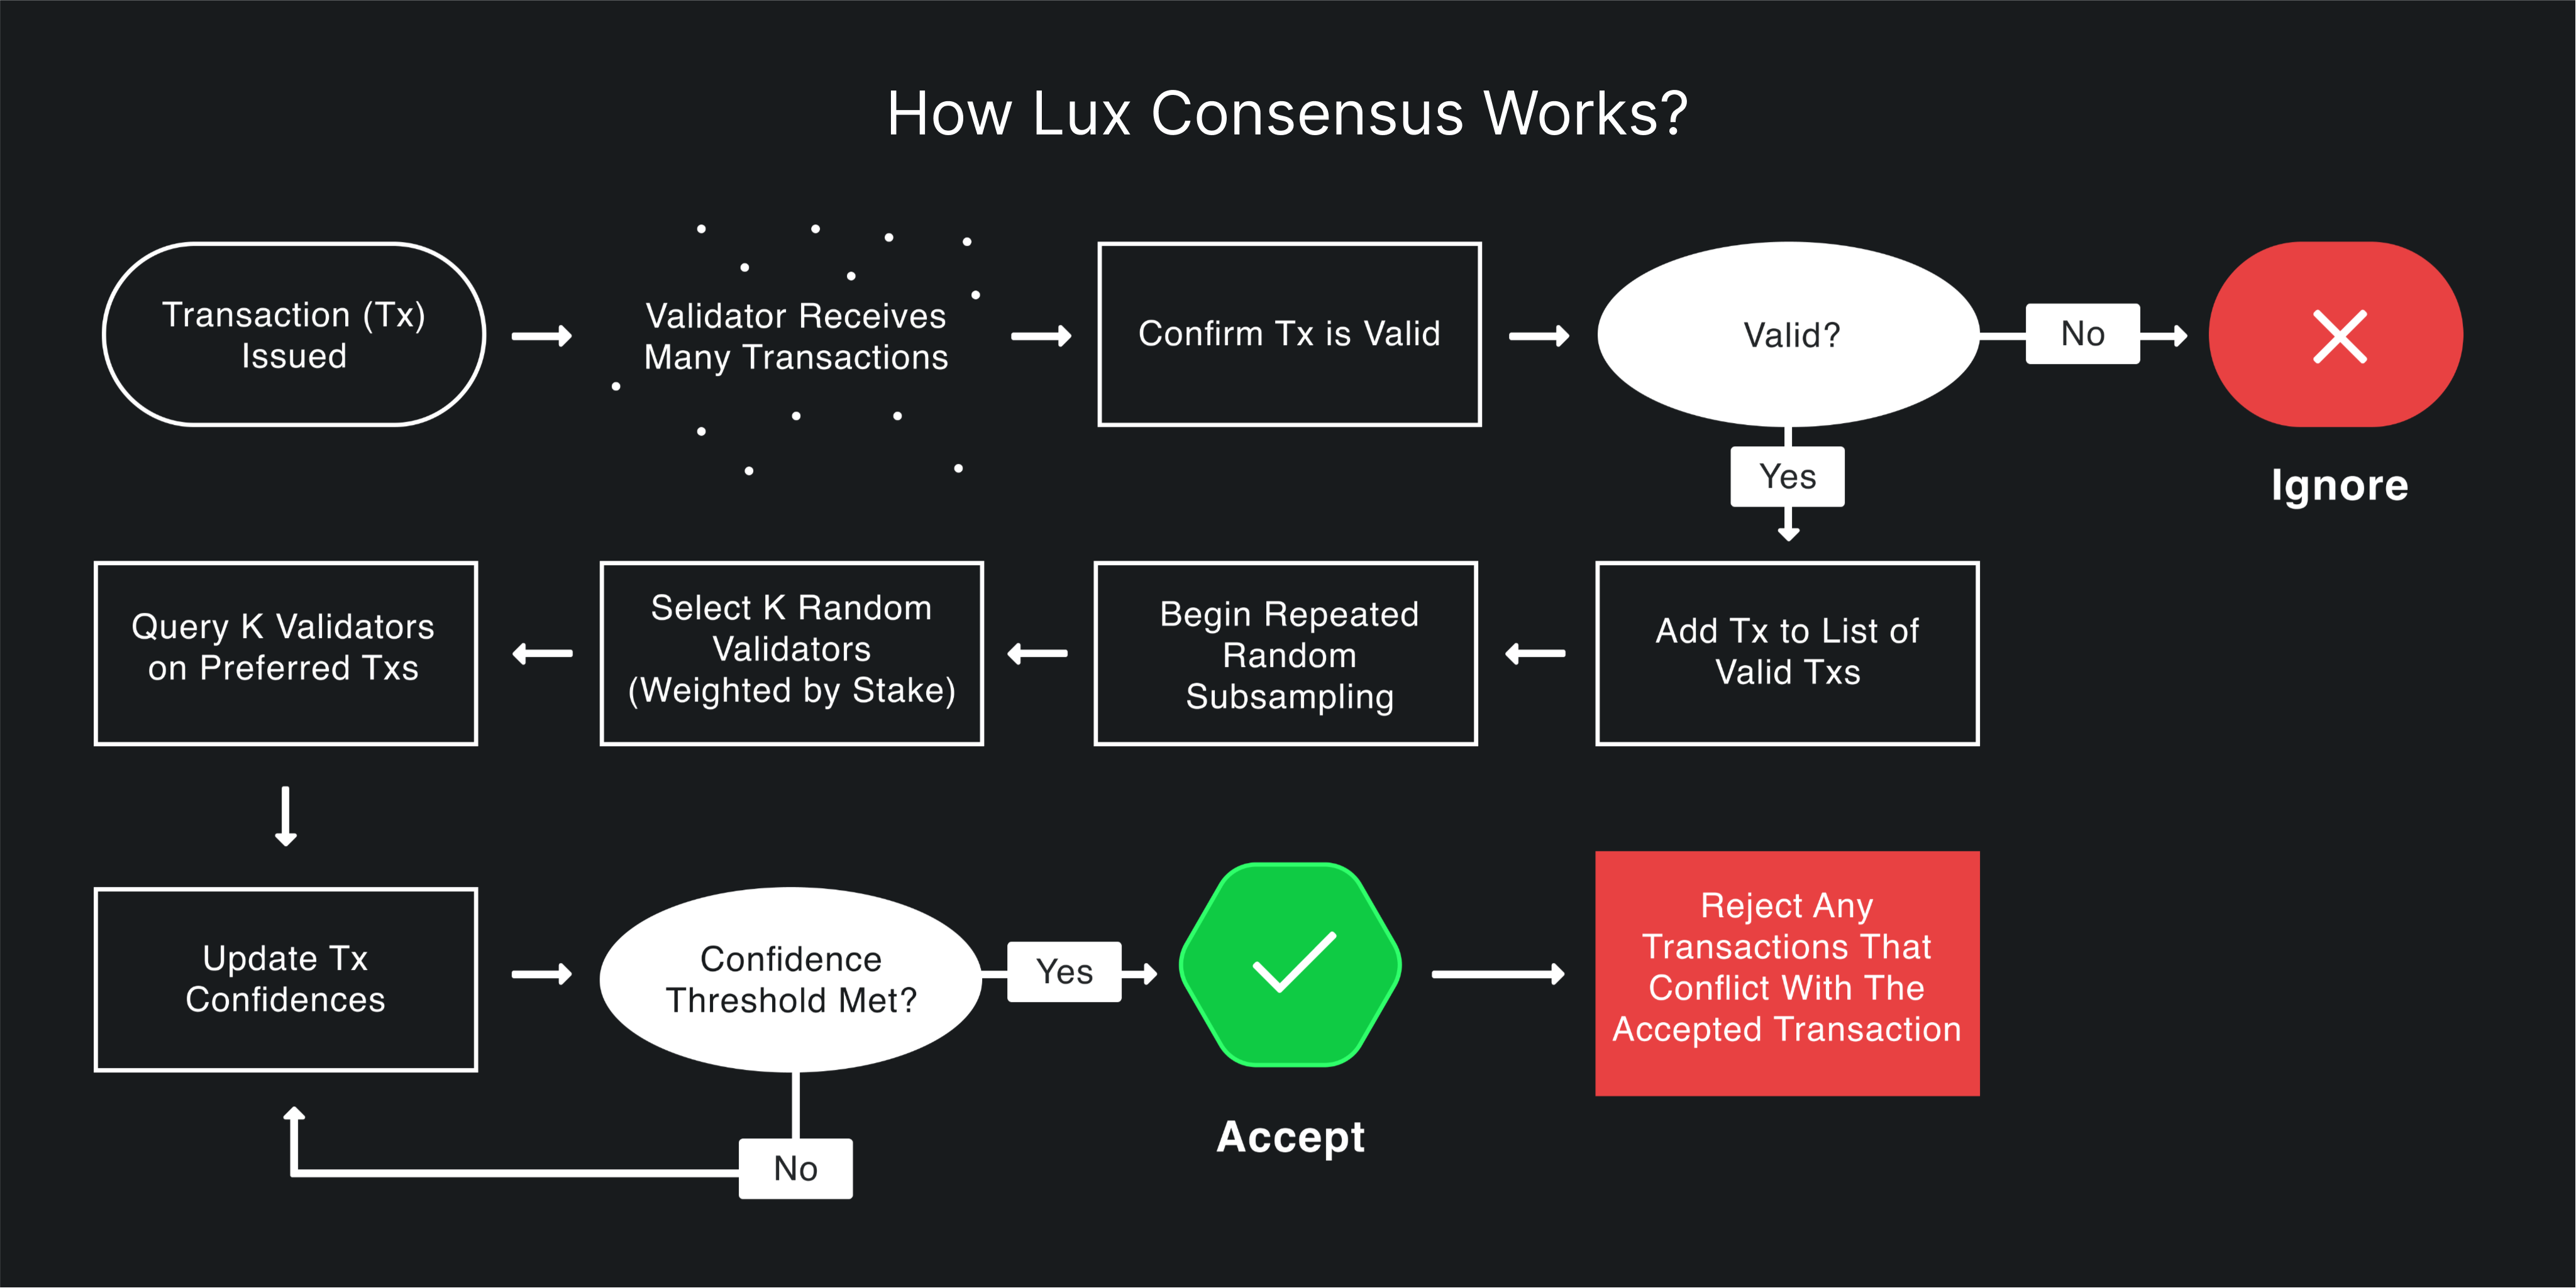 How Lux Consensus Works?
Transaction (Tx)
Issued
Validator Receives
Many Transactions
Confirm Tx is Valid
Valid?
No
Ignore
Yes
Add Tx to List of
Valid Txs
Begin Repeated
Random
Subsampling
Select K Random
Validators
(Weighted by Stake)
Query K Validators
on Preferred Txs
Update Tx
Confidences
Confidence
Threshold Met?
Yes
Accept
Reject Any
Transactions That
Conflict With The
Accepted Transaction
No